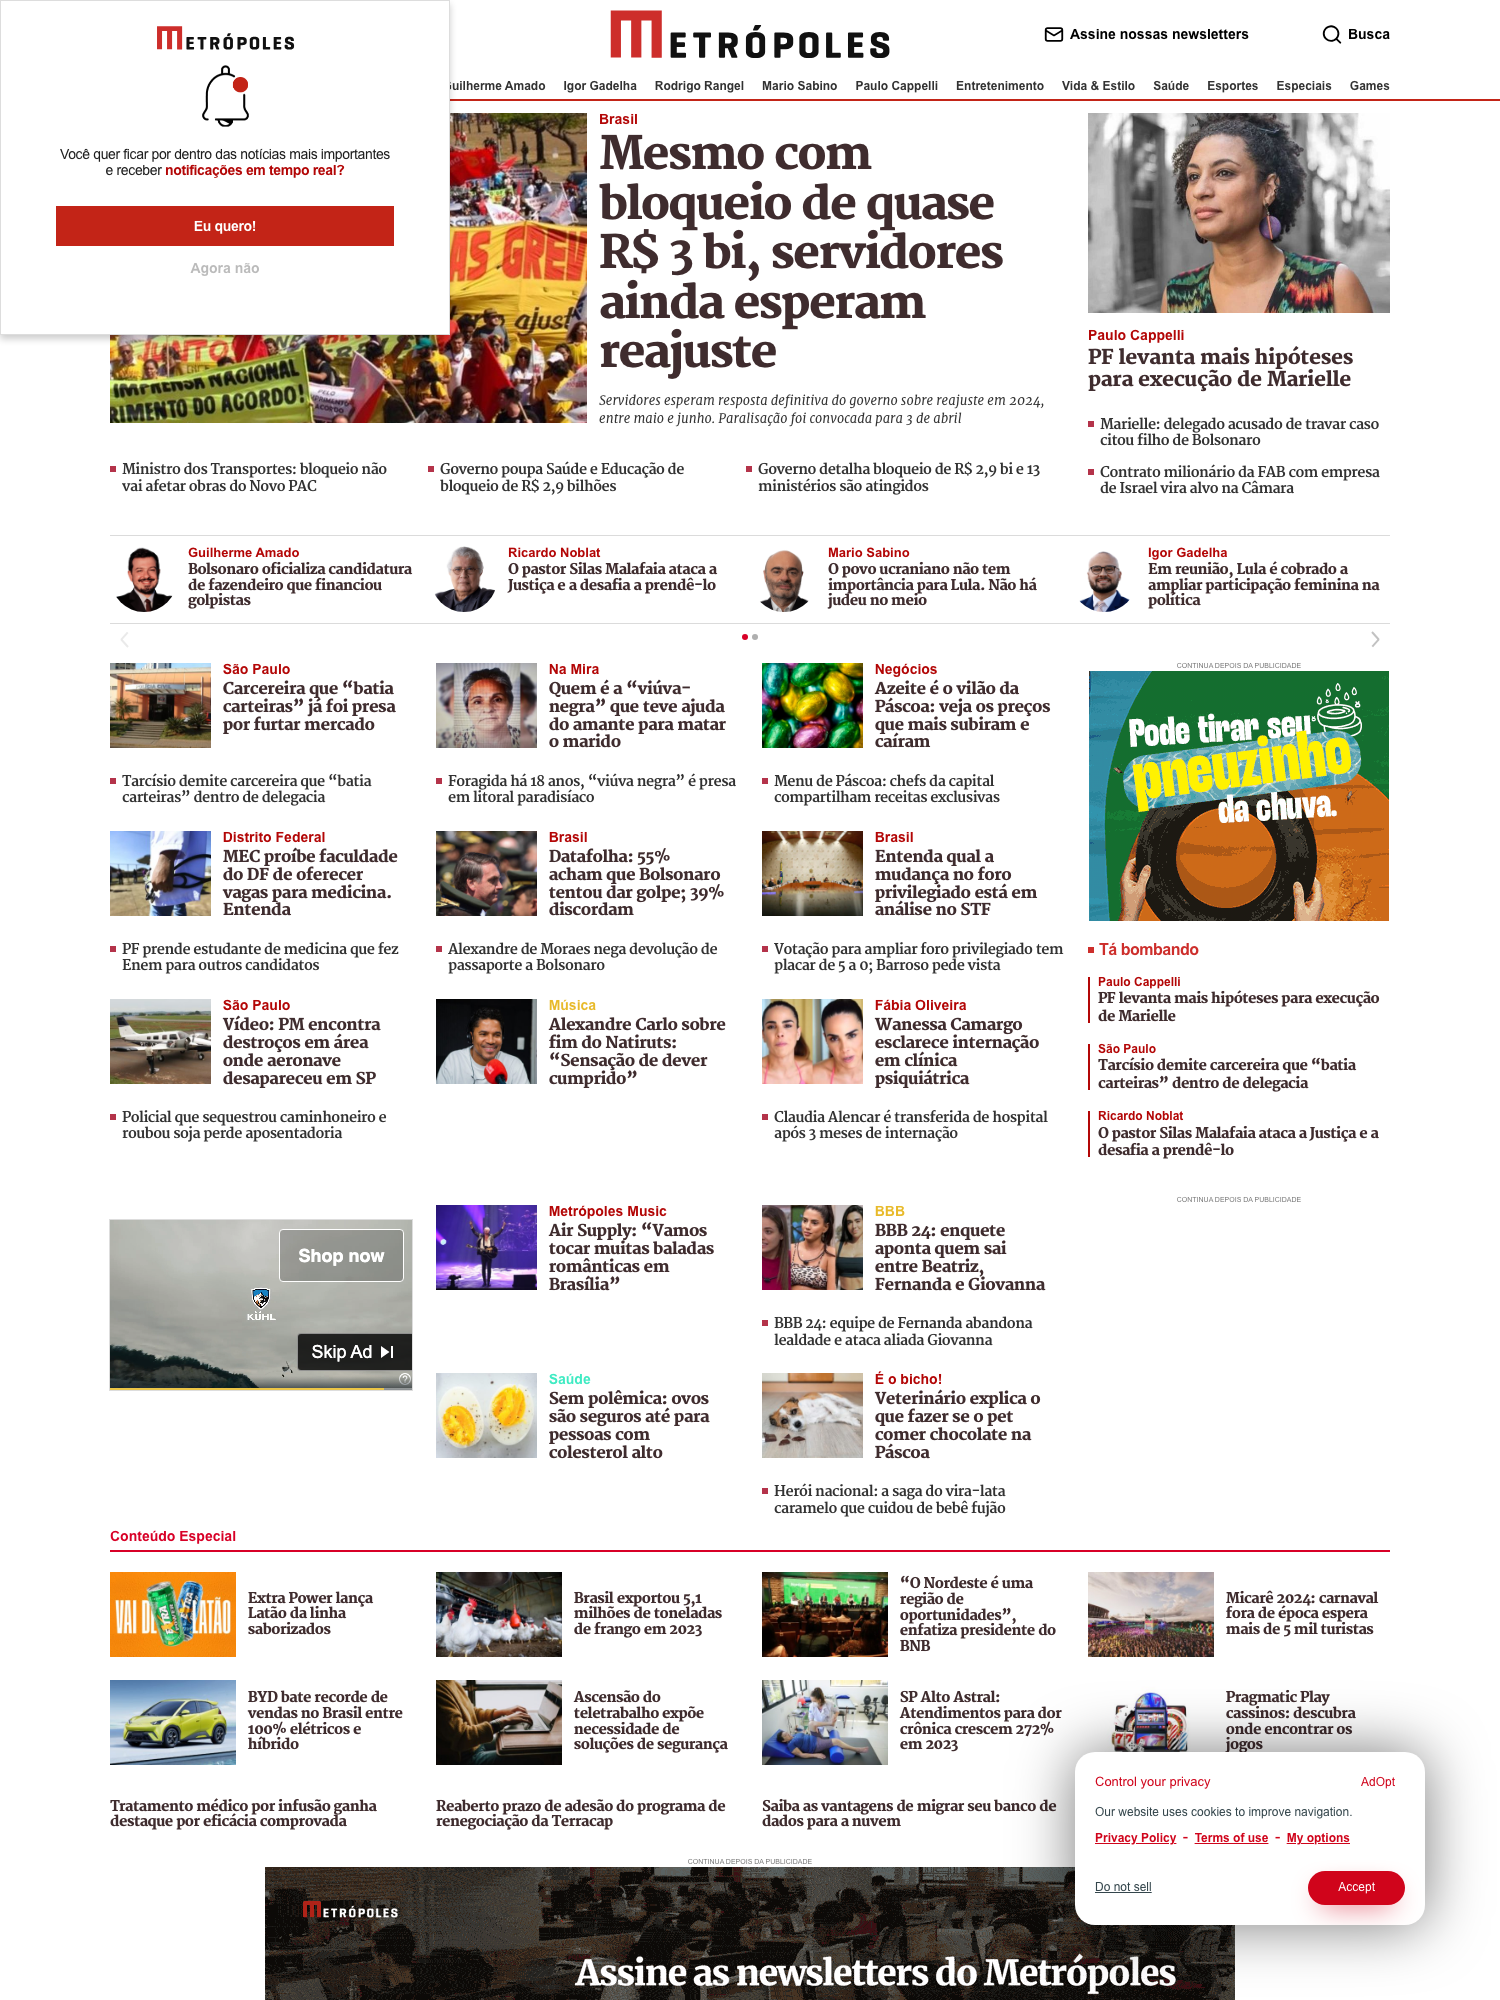 METRÓPOLES
Você quer ficar por dentro das notícias mais importantes
e receber notificações em tempo real?
Eu quero!
Agora não
METRÓPOLES
Assine nossas newsletters
Busca
Guilherme Amado
Igor Gadelha
Rodrigo Rangel
Mario Sabino
Paulo Cappelli
Entretenimento
Vida & Estilo
Saúde
Esportes
Especiais
Games
AS GREV
ajust
JUNTO
IMPRENSA NACIONAL
RIMENTO DO ACORDO!
Brasil
Mesmo com
bloqueio de quase
R$ 3 bi, servidores
ainda esperam
reajuste
Servidores esperam resposta definitiva do governo sobre reajuste em 2024,
entre maio e junho. Paralisação foi convocada para 3 de abril
Ministro dos Transportes: bloqueio não
vai afetar obras do Novo PAC
Governo poupa Saúde e Educação de
bloqueio de R$ 2,9 bilhões
Governo detalha bloqueio de R$ 2,9 bi e 13
ministérios são atingidos
Paulo Cappelli
PF levanta mais hipóteses
para execução de Marielle
Marielle: delegado acusado de travar caso
citou filho de Bolsonaro
Contrato milionário da FAB com empresa
de Israel vira alvo na Câmara
Guilherme Amado
Bolsonaro oficializa candidatura
de fazendeiro que financiou
golpistas
Ricardo Noblat
O pastor Silas Malafaia ataca a
Justiça e a desafia a prendê-lo
Mario Sabino
O povo ucraniano não tem
importância para Lula. Não há
judeu no meio
Igor Gadelha
Em reunião, Lula é cobrado a
ampliar participação feminina na
política
São Paulo
Carcereira que “batia
carteiras” já foi presa
por furtar mercado
Tarcísio demite carcereira que “batia
carteiras” dentro de delegacia
Na Mira
Quem é a “viúva-
negra” que teve ajuda
do amante para matar
o marido
Foragida há 18 anos, “viúva negra” é presa
em litoral paradisíaco
Negócios
Azeite é o vilão da
Páscoa: veja os preços
que mais subiram e
caíram
Menu de Páscoa: chefs da capital
compartilham receitas exclusivas
CONTINUA DEPOIS DA PUBLICIDADE
Pode tirar seu
pneuzinho
da chuva.
Distrito Federal
MEC proíbe faculdade
do DF de oferecer
vagas para medicina.
Entenda
PF prende estudante de medicina que fez
Enem para outros candidatos
Brasil
Datafolha: 55%
acham que Bolsonaro
tentou dar golpe; 39%
discordam
Alexandre de Moraes nega devolução de
passaporte a Bolsonaro
Brasil
Entenda qual a
mudança no foro
privilegiado está em
análise no STF
Votação para ampliar foro privilegiado tem
placar de 5 a 0; Barroso pede vista
Tá bombando
Paulo Cappelli
PF levanta mais hipóteses para execução
de Marielle
São Paulo
Tarcísio demite carcereira que “batia
carteiras” dentro de delegacia
Ricardo Noblat
O pastor Silas Malafaia ataca a Justiça e a
desafia a prendê-lo
São Paulo
Vídeo: PM encontra
destroços em área
onde aeronave
desapareceu em SP
Policial que sequestrou caminhoneiro e
roubou soja perde aposentadoria
Música
Alexandre Carlo sobre
fim do Natiruts:
“Sensação de dever
cumprido”
Fábia Oliveira
Wanessa Camargo
esclarece internação
em clínica
psiquiátrica
Claudia Alencar é transferida de hospital
após 3 meses de internação
CONTINUA DEPOIS DA PUBLICIDADE
Shop now
KÜHL
Skip Ad
Metrópoles Music
Air Supply: “Vamos
tocar muitas baladas
românticas em
Brasília”
BBB
BBB 24: enquete
aponta quem sai
entre Beatriz,
Fernanda e Giovanna
BBB 24: equipe de Fernanda abandona
lealdade e ataca aliada Giovanna
Saúde
Sem polêmica: ovos
são seguros até para
pessoas com
colesterol alto
É o bicho!
Veterinário explica o
que fazer se o pet
comer chocolate na
Páscoa
Herói nacional: a saga do vira-lata
caramelo que cuidou de bebê fujão
Conteúdo Especial
VAI DE LATÃO
Extra Power lança
Latão da linha
saborizados
Brasil exportou 5,1
milhões de toneladas
de frango em 2023
“O Nordeste é uma
região de
oportunidades”,
enfatiza presidente do
BNB
Micarê 2024: carnaval
fora de época espera
mais de 5 mil turistas
BYD bate recorde de
vendas no Brasil entre
100% elétricos e
híbrido
Ascensão do
teletrabalho expõe
necessidade de
soluções de segurança
SP Alto Astral:
Atendimentos para dor
crônica crescem 272%
em 2023
Pragmatic Play
cassinos: descubra
onde encontrar os
jogos
Tratamento médico por infusão ganha
destaque por eficácia comprovada
Reaberto prazo de adesão do programa de
renegociação da Terracap
Saiba as vantagens de migrar seu banco de
dados para a nuvem
Control your privacy
AdOpt
Our website uses cookies to improve navigation.
Privacy Policy - Terms of use - My options
Do not sell
Accept
CONTINUA DEPOIS DA PUBLICIDADE
METRÓPOLES
Assine as newsletters do Metrópoles